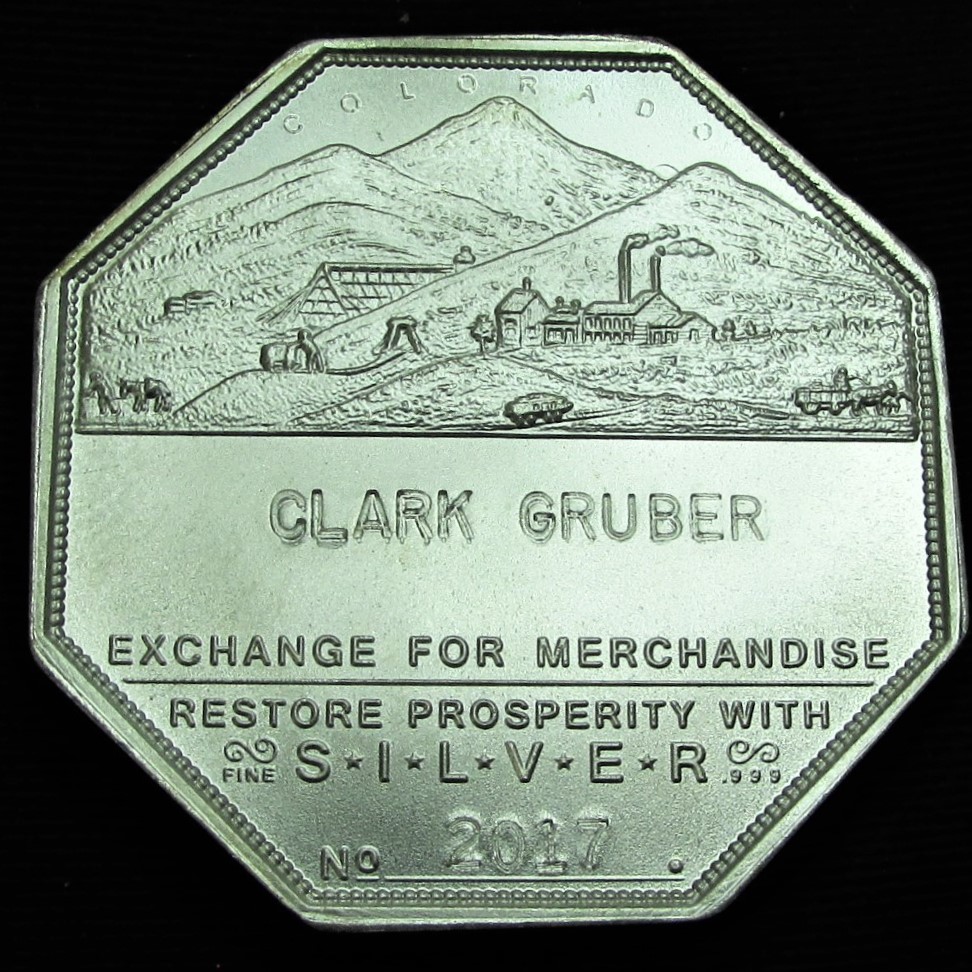 COLORADO
CLARK GRUBER
EXCHANGE FOR MERCHANDISE
RESTORE PROSPERITY WITH
FINE S★I★L★V★E★R .999
No 2017.